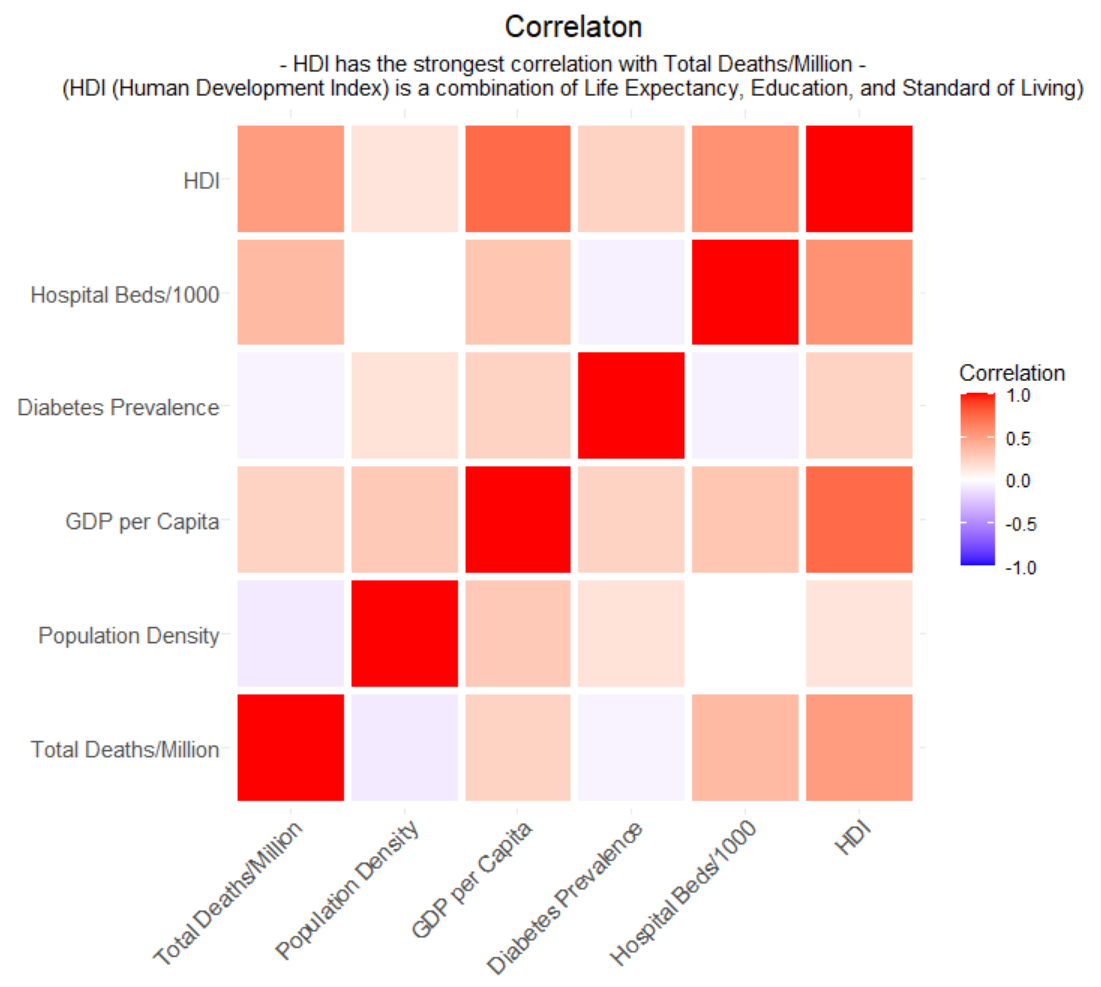 Correlaton
- HDI has the strongest correlation with Total Deaths/Million -
(HDI (Human Development Index) is a combination of Life Expectancy, Education, and Standard of Living)
HDI
Hospital Beds/1000
Diabetes Prevalence
GDP per Capita
Population Density
Total Deaths/Million
Total Deaths/Million
Population Density
GDP per Capita
Diabetes Prevalence
Hospital Beds/1000
HDI
Correlation
1.0
0.5
0.0
-0.5
-1.0